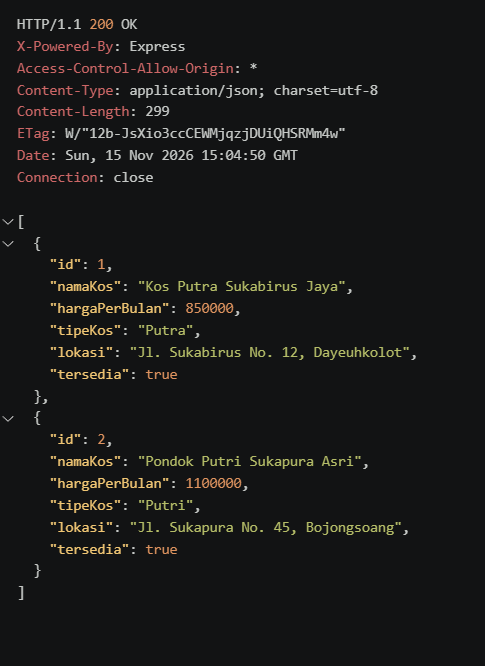 HTTP/1.1 200 OK
X-Powered-By: Express
Access-Control-Allow-Origin: *
Content-Type: application/json; charset=utf-8
Content-Length: 299
ETag: W/"12b-JsXio3ccCEWMjqzjDUiQHSRMm4w"
Date: Sun, 15 Nov 2026 15:04:50 GMT
Connection: close
[
{
"id": 1,
"namaKos": "Kos Putra Sukabirus Jaya",
"hargaPerBulan": 850000,
"tipeKos": "Putra",
"lokasi": "Jl. Sukabirus No. 12, Dayeuhkolot",
"tersedia": true
},
{
"id": 2,
"namaKos": "Pondok Putri Sukapura Asri",
"hargaPerBulan": 1100000,
"tipeKos": "Putri",
"lokasi": "Jl. Sukapura No. 45, Bojongsoang",
"tersedia": true
}
]